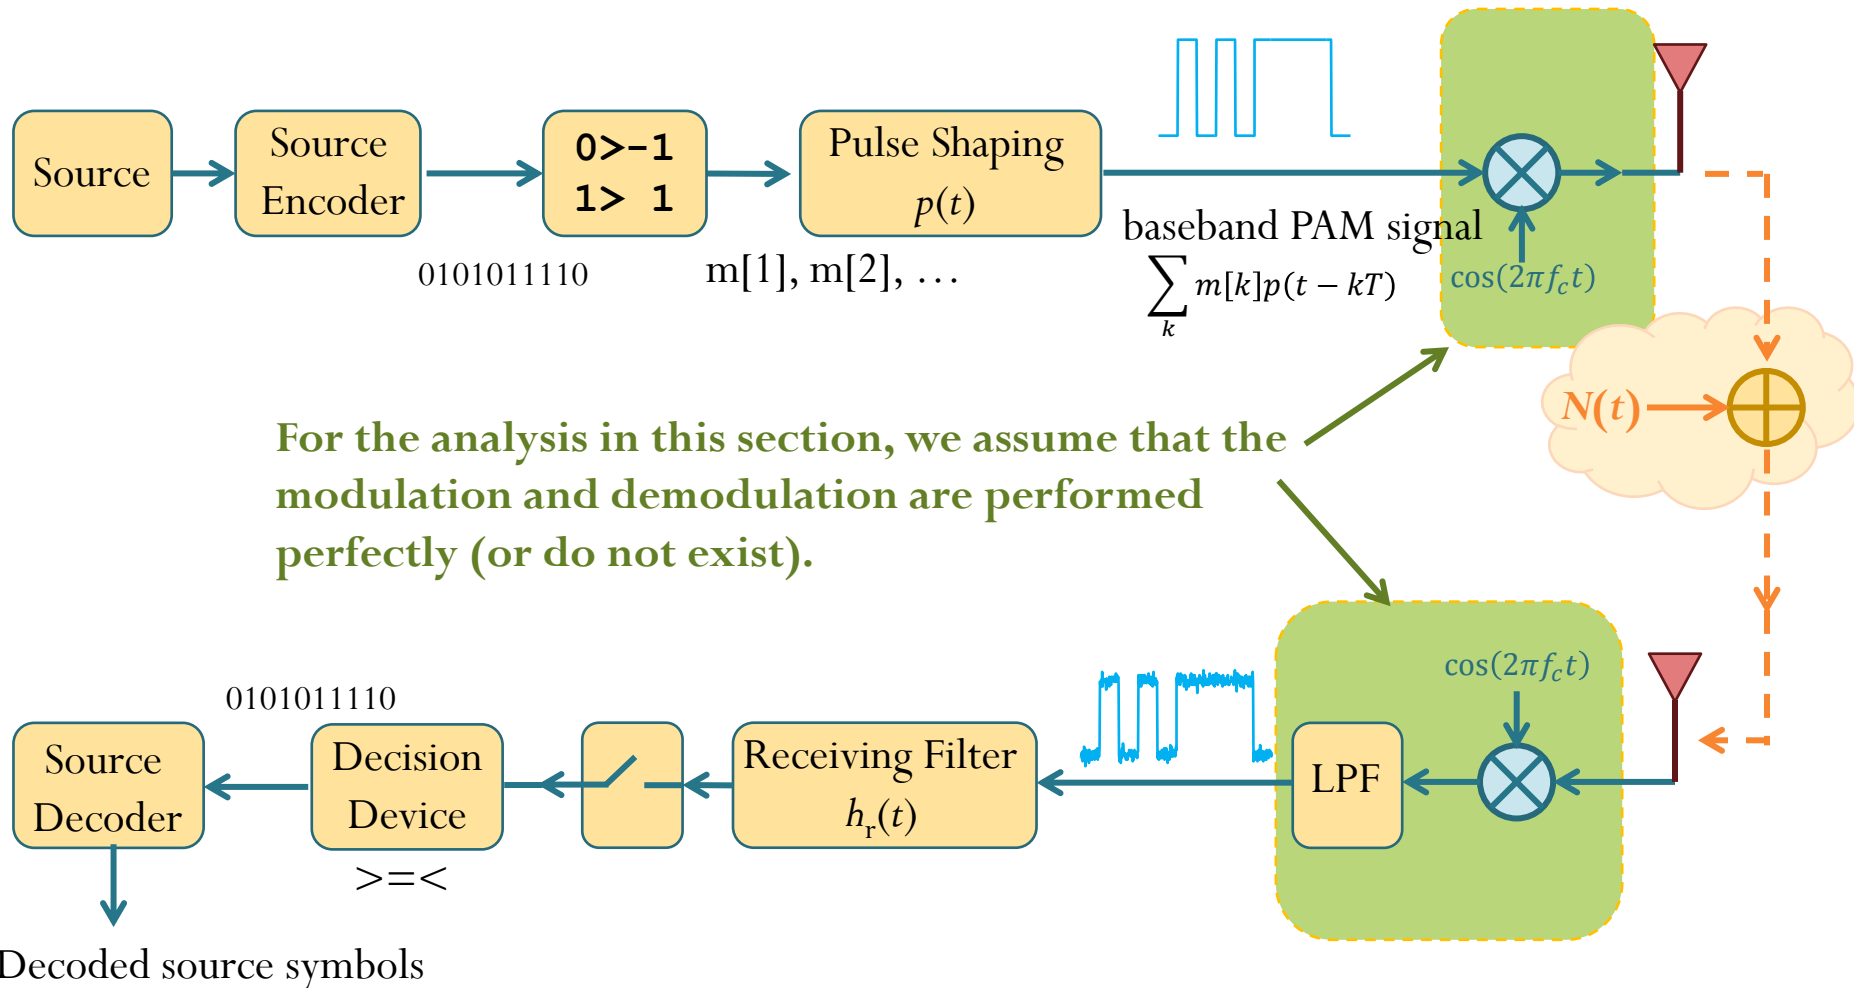 Source
Source
Encoder
0>-1
1> 1
Pulse Shaping
p(t)
0101011110
m[1], m[2], …
baseband PAM signal
∑ m[k]p(t − kT)
k
cos(2πf_c t)
N(t)
For the analysis in this section, we assume that the
modulation and demodulation are performed
perfectly (or do not exist).
cos(2πf_c t)
LPF
Receiving Filter
h_r(t)
0101011110
Decision
Device
>=<
Source
Decoder
Decoded source symbols